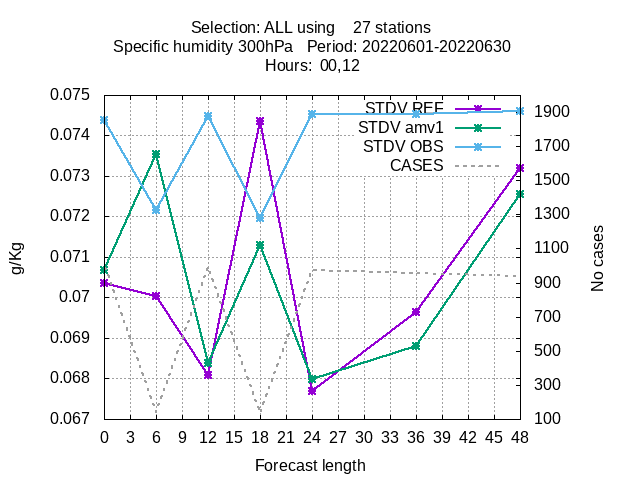 Selection: ALL using    27 stations
Specific humidity 300hPa   Period: 20220601-20220630
Hours:  00,12
STDV REF
STDV amv1
STDV OBS
CASES
g/Kg
0.075
0.074
0.073
0.072
0.071
0.07
0.069
0.068
0.067
1900
1700
1500
1300
1100
900
700
500
300
100
No cases
0 3 6 9 12 15 18 21 24 27 30 33 36 39 42 45 48
Forecast length